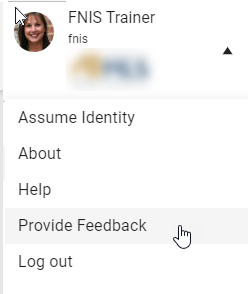 FNIS Trainer
fnis
Assume Identity
About
Help
Provide Feedback
Log out